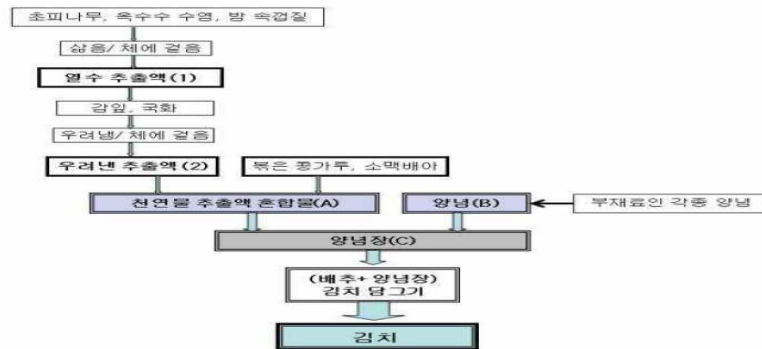 초피나무, 옥수수 수염, 방 속껍질
삶음/ 체에 걸음
열수 추출액(1)
감잎, 국화
우려냄/ 체에 걸음
우려낸 추출액(2)
볶은 콩가루, 소맥배아
천연물 추출액 혼합물(A)
양념(B)
부재료인 각종 양념
양념장(C)
(배추+ 양념장)
김치 담그기
김치